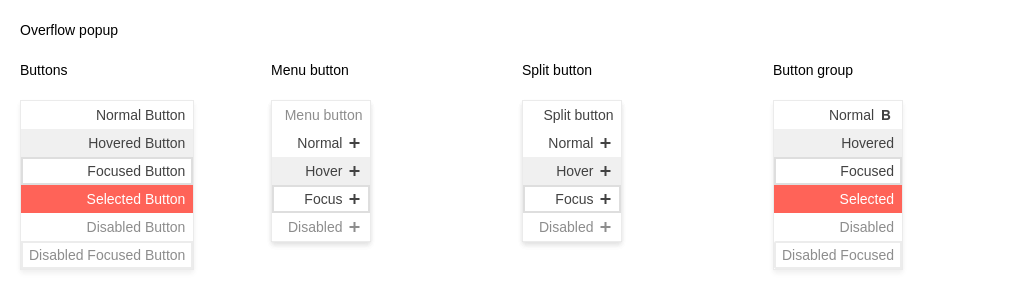 Overflow popup
Buttons
Normal Button
Hovered Button
Focused Button
Selected Button
Disabled Button
Disabled Focused Button
Menu button
Menu button
Normal +
Hover +
Focus +
Disabled +
Split button
Split button
Normal +
Hover +
Focus +
Disabled +
Button group
Normal B
Hovered
Focused
Selected
Disabled
Disabled Focused